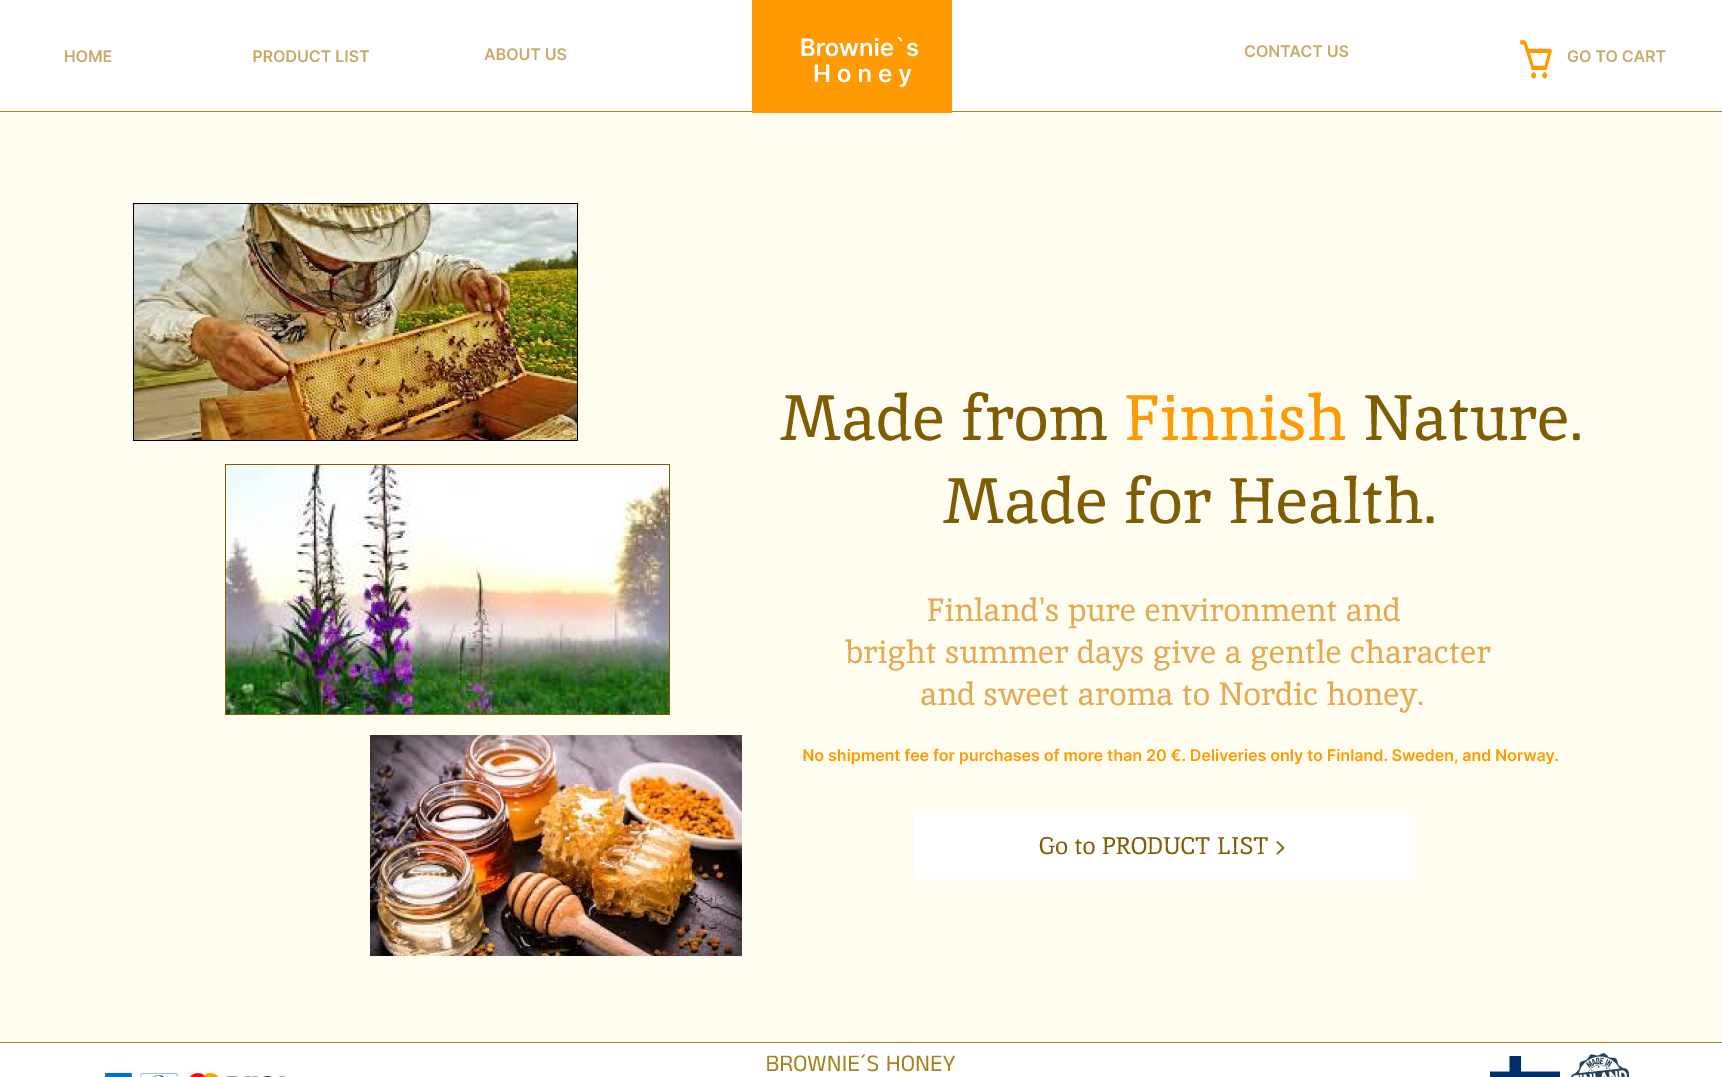 HOME
PRODUCT LIST
ABOUT US
Brownie`s
Honey
CONTACT US
GO TO CART
Made from Finnish Nature.
Made for Health.
Finland's pure environment and
bright summer days give a gentle character
and sweet aroma to Nordic honey.
No shipment fee for purchases of more than 20 €. Deliveries only to Finland. Sweden, and Norway.
Go to PRODUCT LIST >
BROWNIE´S HONEY
MADE IN
FINLAND